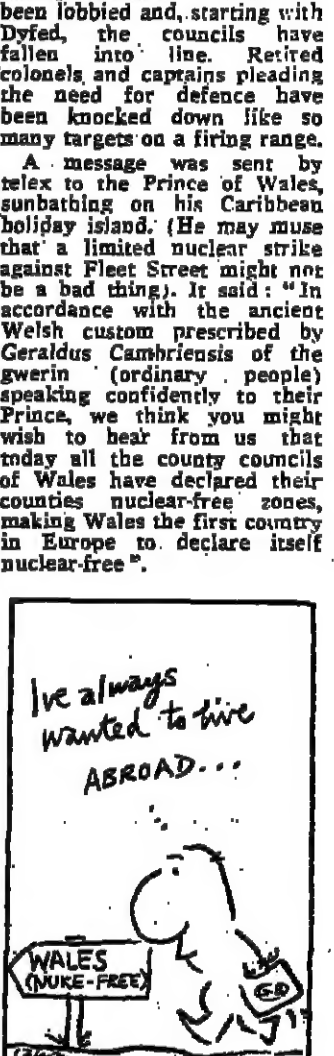 been lobbied and, starting with
Dyfed, the councils have
fallen into line. Retired
colonels and captains pleading
the need for defence have
been knocked down like so
many targets on a firing range.
A message was sent by
telex to the Prince of Wales,
sunbathing on his Caribbean
holiday island. (He may muse
that a limited nuclear strike
against Fleet Street might not
be a bad thing). It said: "In
accordance with the ancient
Welsh custom prescribed by
Geraldus Cambriensis of the
gwerin (ordinary people)
speaking confidently to their
Prince, we think you might
wish to hear from us that
today all the county councils
of Wales have declared their
counties nuclear-free zones,
making Wales the first country
in Europe to declare itself
nuclear-free".
I've always
wanted to live
ABROAD...
WALES
(NUKE-FREE)
GB